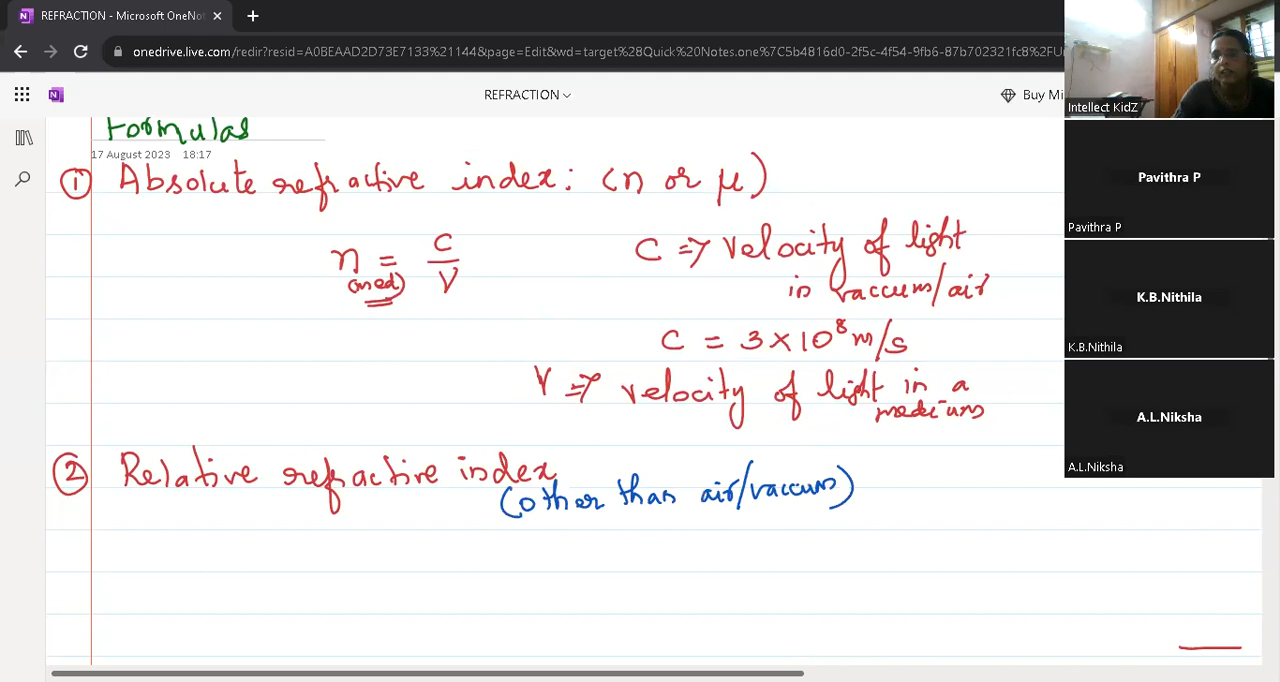 REFRACTION - Microsoft OneNot
onedrive.live.com/redir?resid=A0BEAAD2D73E7133%21144&page=Edit&wd=target%28Quick%20Notes.one%7C5b4816d0-2f5c-4f54-9fb6-87b702321fc8%2FU
REFRACTION
Buy Mi
Formulas
17 August 2023 18:17
① Absolute refractive index: (n or μ)
n = C/V
(med)
C => velocity of light
in vaccum/air
C = 3×10⁸ m/s
V => velocity of light in a
medium
② Relative refractive index
(other than air/vaccum)
Intellect KidZ
Pavithra P
Pavithra P
K.B.Nithila
K.B.Nithila
A.L.Niksha
A.L.Niksha